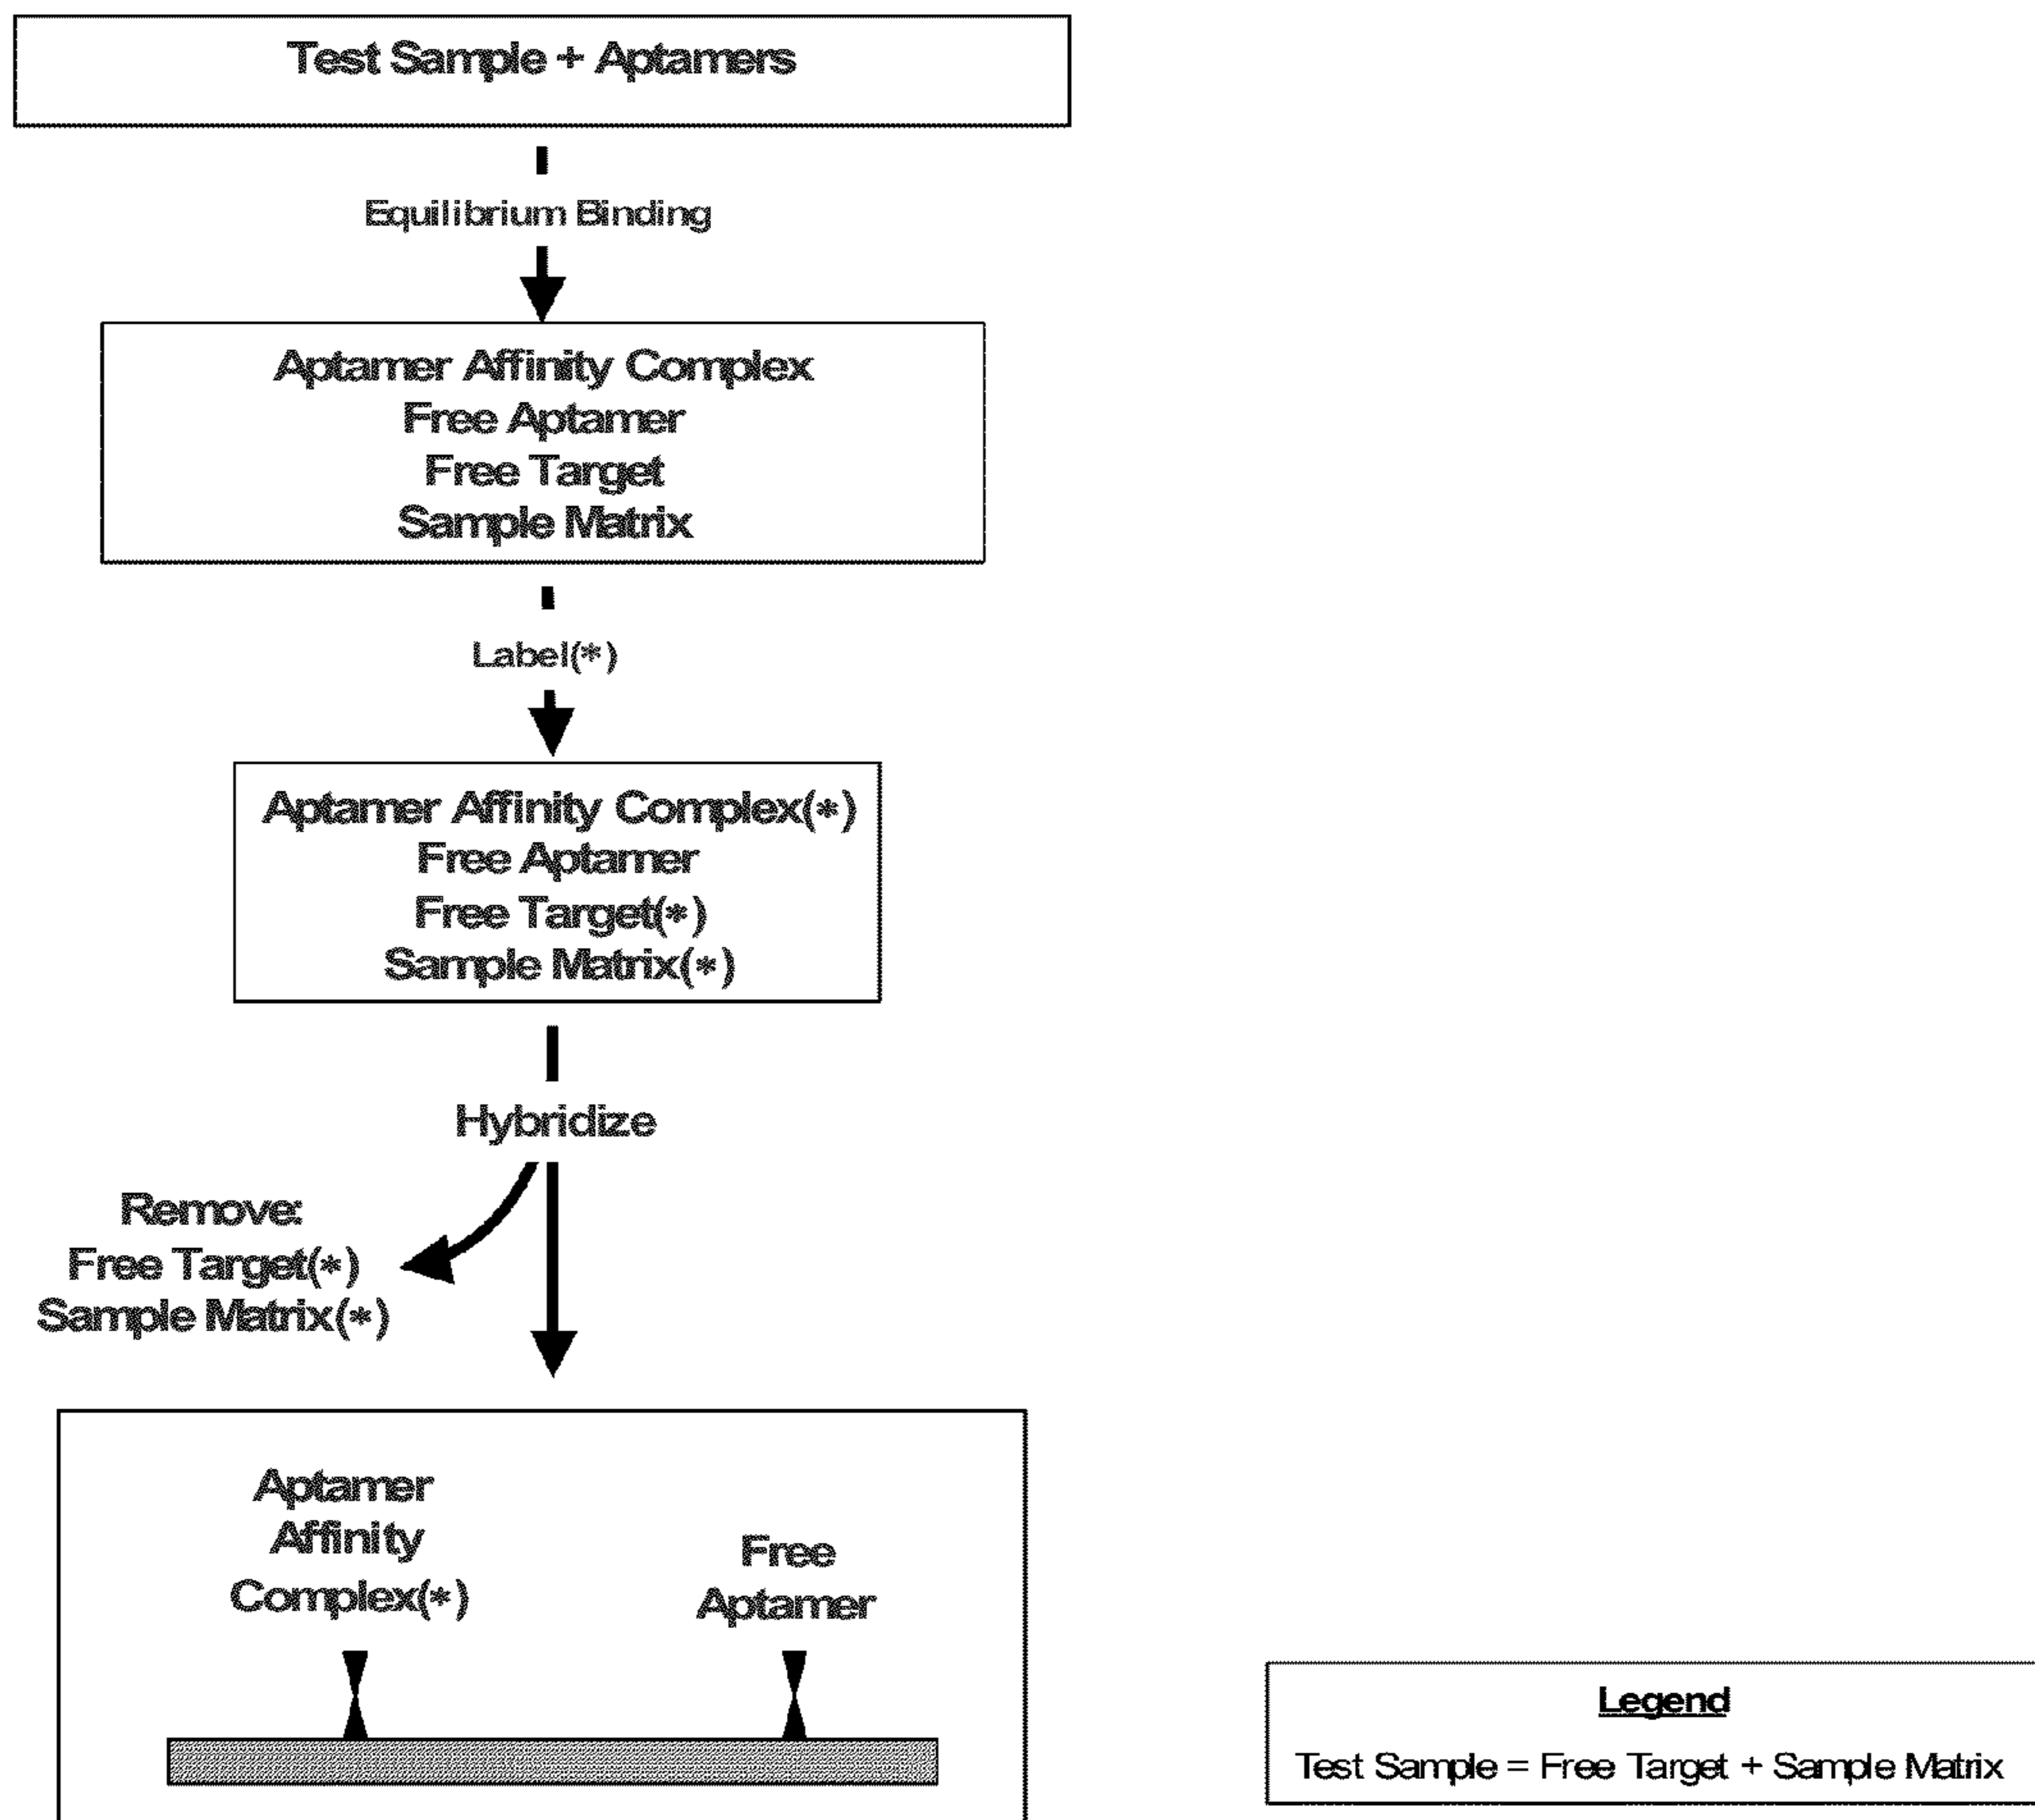 Test Sample + Aptamers
Equilibrium Binding
Aptamer Affinity Complex
Free Aptamer
Free Target
Sample Matrix
Label(*)
Aptamer Affinity Complex(*)
Free Aptamer
Free Target(*)
Sample Matrix(*)
Hybridize
Remove:
Free Target(*)
Sample Matrix(*)
Aptamer
Affinity
Complex(*)
Free
Aptamer
Legend
Test Sample = Free Target + Sample Matrix